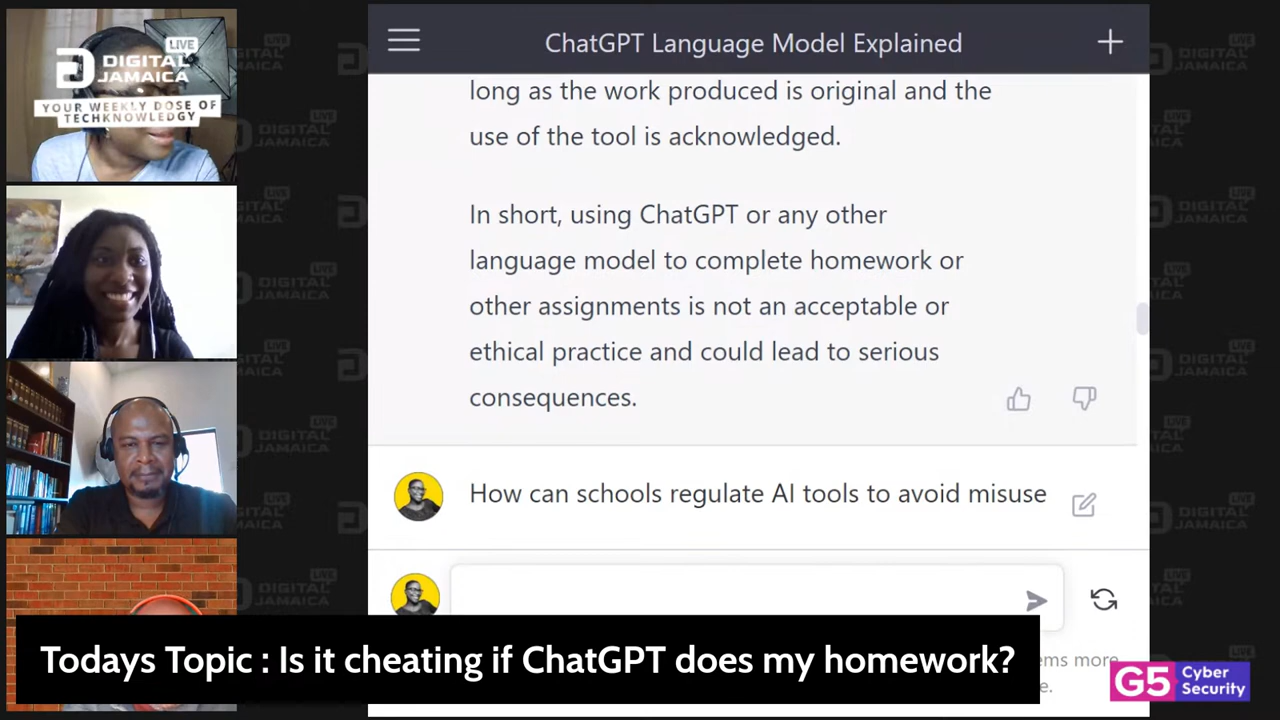 LIVE
DIGITAL
JAMAICA
YOUR WEEKLY DOSE OF
TECHKNOWLEDGY
ChatGPT Language Model Explained
long as the work produced is original and the
use of the tool is acknowledged.
In short, using ChatGPT or any other
language model to complete homework or
other assignments is not an acceptable or
ethical practice and could lead to serious
consequences.
How can schools regulate AI tools to avoid misuse
ems more
e.
Todays Topic : Is it cheating if ChatGPT does my homework?
G5 Cyber
Security